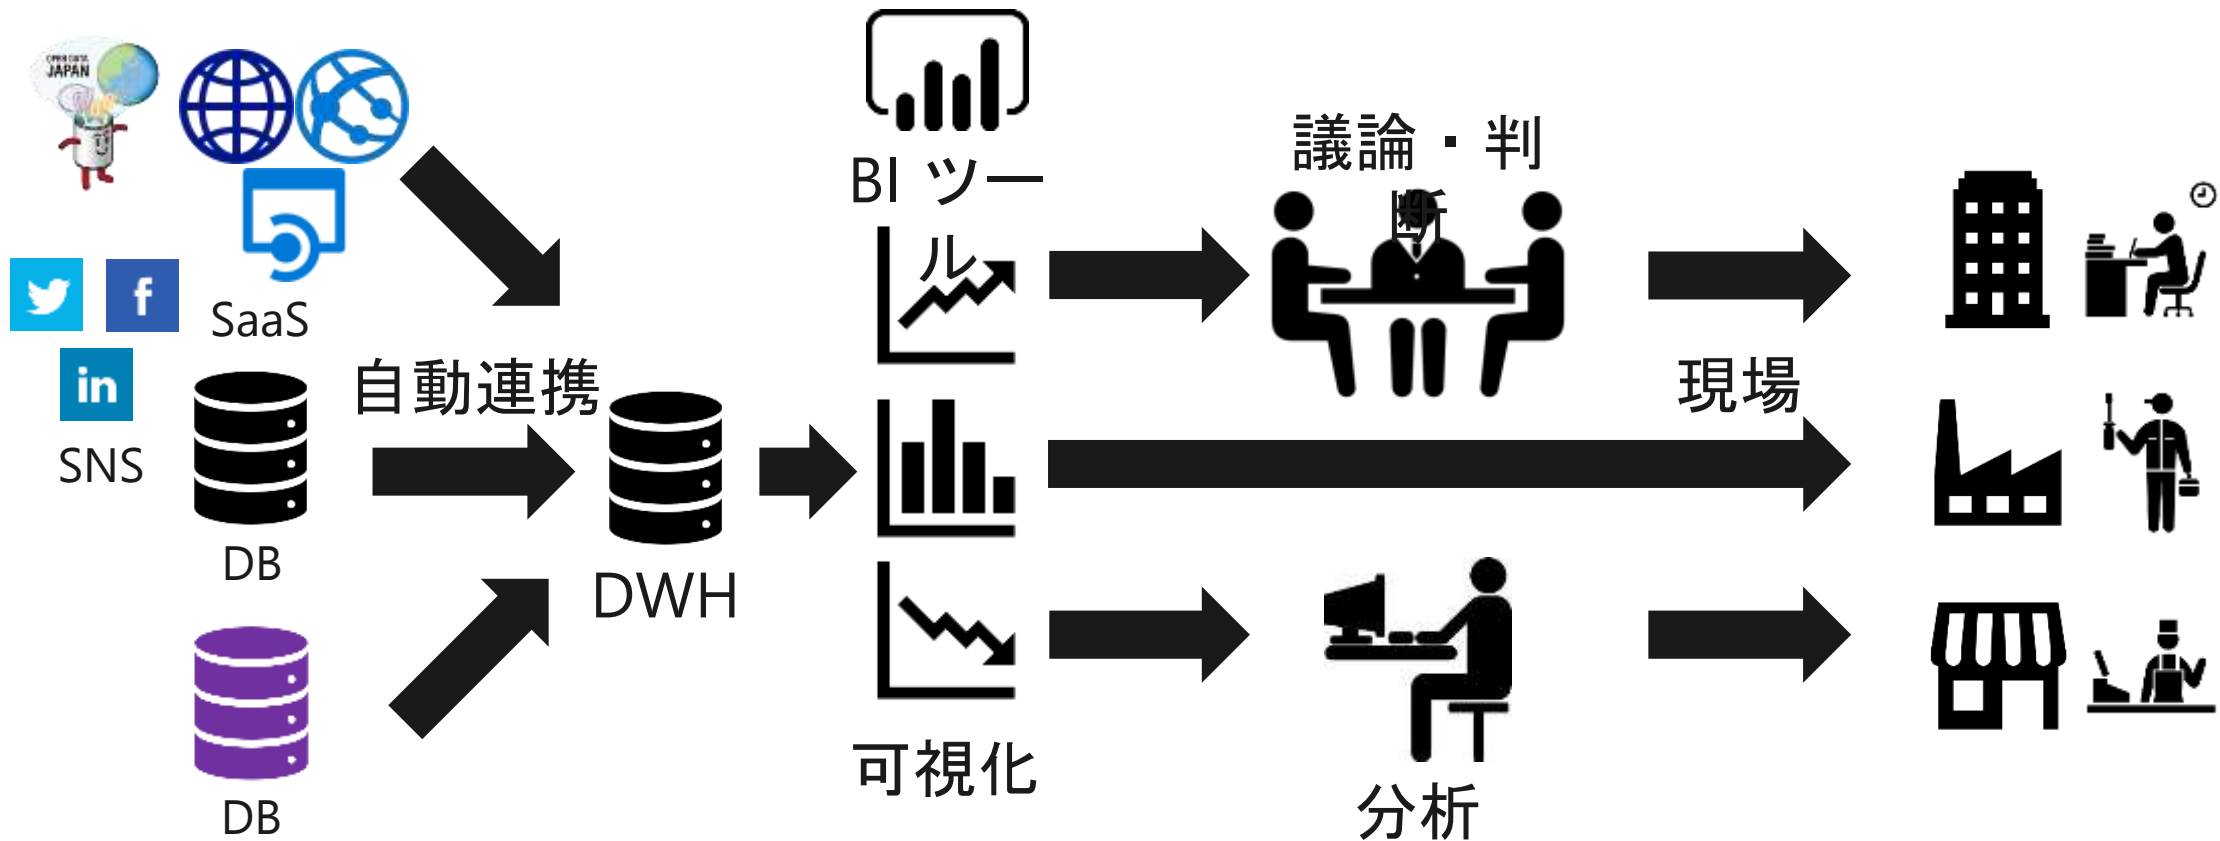 OPEN DATA
JAPAN
SaaS
SNS
DB
DB
自動連携
DWH
BI ツー
ル
可視化
議論・判
断
分析
現場